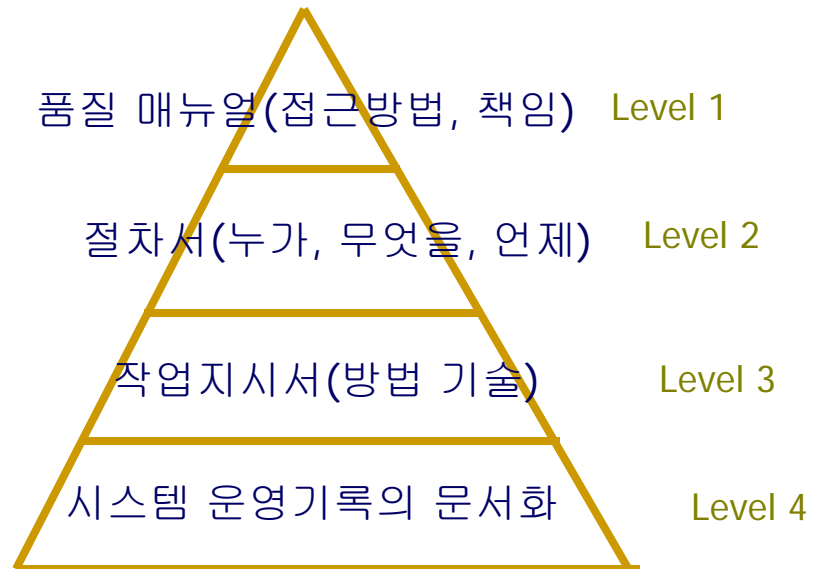 품질 매뉴얼(접근방법, 책임) Level 1
절차서(누가, 무엇을, 언제) Level 2
작업지시서(방법 기술) Level 3
시스템 운영기록의 문서화 Level 4